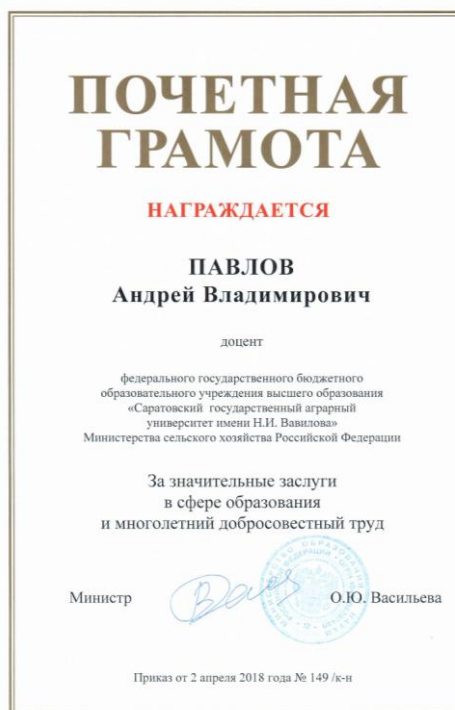 ПОЧЕТНАЯ
ГРАМОТА
НАГРАЖДАЕТСЯ
ПАВЛОВ
Андрей Владимирович
доцент
федерального государственного бюджетного
образовательного учреждения высшего образования
«Саратовский государственный аграрный
университет имени Н.И. Вавилова»
Министерства сельского хозяйства Российской Федерации
За значительные заслуги
в сфере образования
и многолетний добросовестный труд
Министр
О.Ю. Васильева
Приказ от 2 апреля 2018 года № 149 /к-н